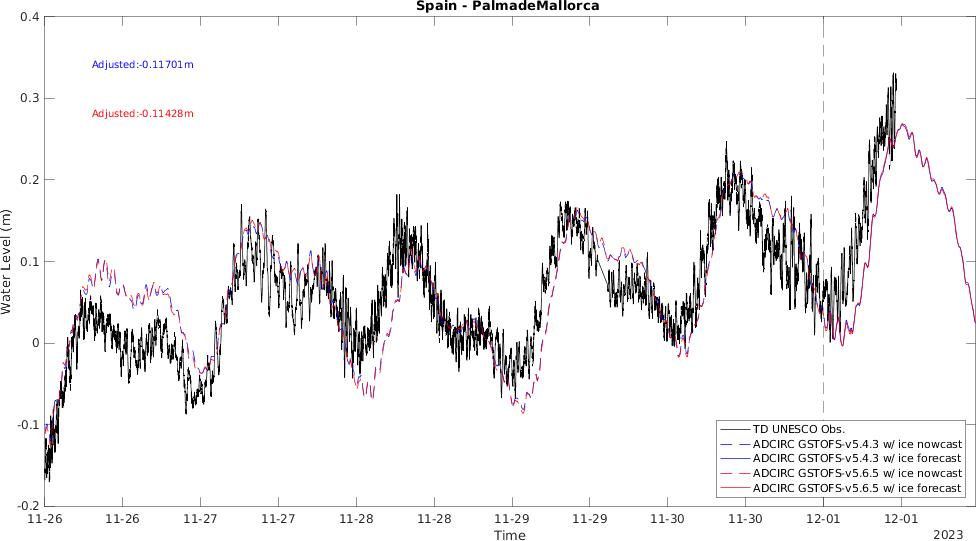 Spain - PalmadeMallorca
0.4
Adjusted:-0.11701m
0.3
Adjusted:-0.11428m
0.2
0.1
0
-0.1
-0.2
Water Level (m)
TD UNESCO Obs.
ADCIRC GSTOFS-v5.4.3 w/ ice nowcast
ADCIRC GSTOFS-v5.4.3 w/ ice forecast
ADCIRC GSTOFS-v5.6.5 w/ ice nowcast
ADCIRC GSTOFS-v5.6.5 w/ ice forecast
11-26 11-26 11-27 11-27 11-28 11-28 11-29 11-29 11-30 11-30 12-01 12-01
Time
2023